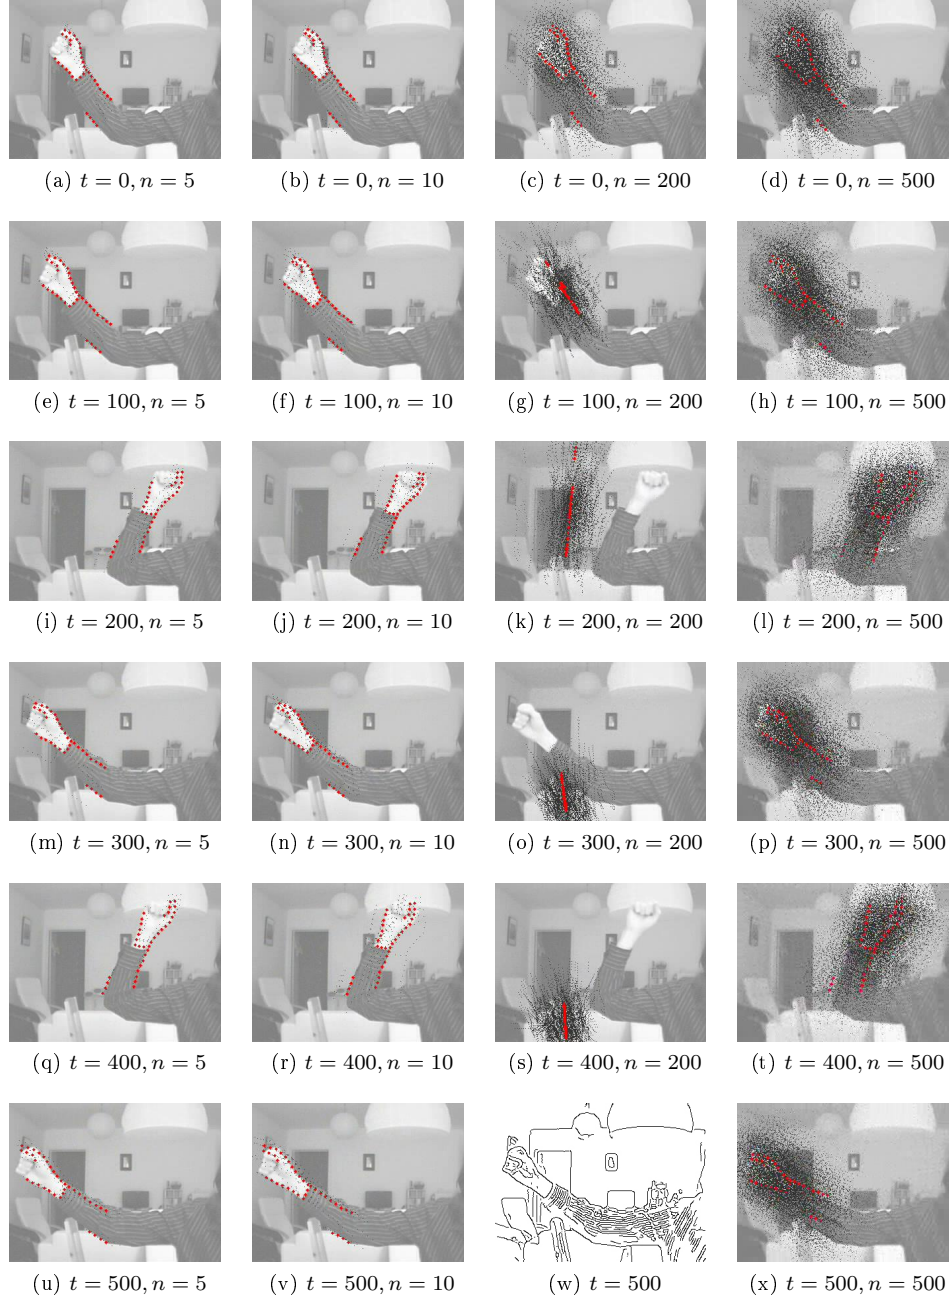 (a) t = 0, n = 5
(b) t = 0, n = 10
(c) t = 0, n = 200
(d) t = 0, n = 500
(e) t = 100, n = 5
(f) t = 100, n = 10
(g) t = 100, n = 200
(h) t = 100, n = 500
(i) t = 200, n = 5
(j) t = 200, n = 10
(k) t = 200, n = 200
(l) t = 200, n = 500
(m) t = 300, n = 5
(n) t = 300, n = 10
(o) t = 300, n = 200
(p) t = 300, n = 500
(q) t = 400, n = 5
(r) t = 400, n = 10
(s) t = 400, n = 200
(t) t = 400, n = 500
(u) t = 500, n = 5
(v) t = 500, n = 10
(w) t = 500
(x) t = 500, n = 500